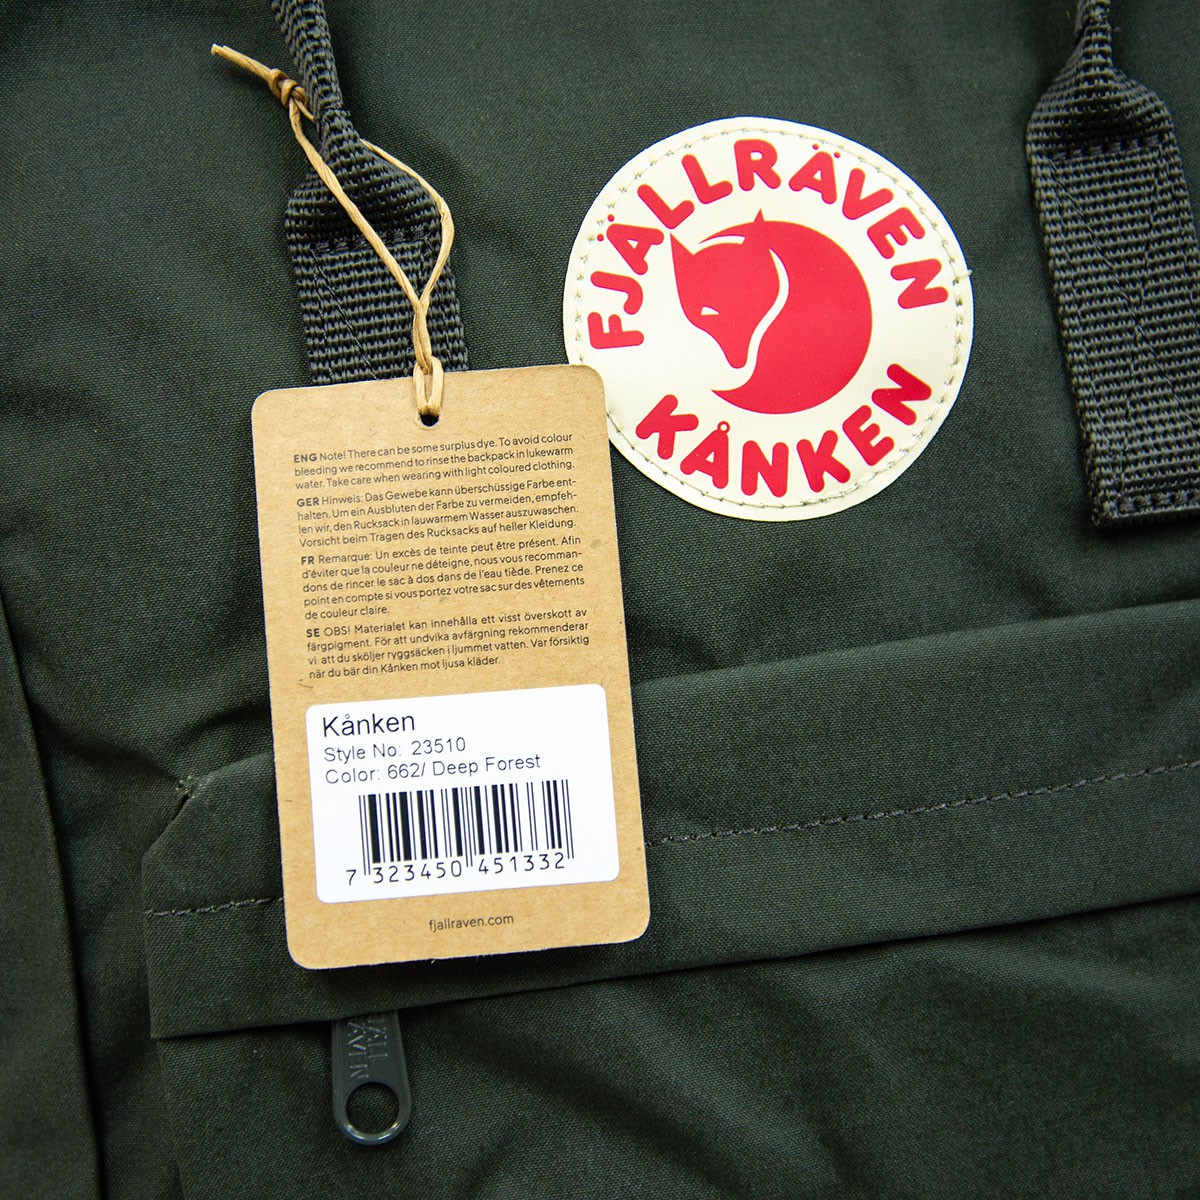 FJÄLLRÄVEN
KÅNKEN
ENG Note! There can be some surplus dye. To avoid colour
bleeding we recommend to rinse the backpack in lukewarm
water. Take care when wearing with light coloured clothing.
GER Hinweis: Das Gewebe kann überschüssige Farbe ent-
halten. Um ein Ausbluten der Farbe zu vermeiden, empfeh-
len wir, den Rucksack in lauwarmem Wasser auszuwaschen.
Vorsicht beim Tragen des Rucksacks auf heller Kleidung.
FR Remarque: Un excès de teinte peut être présent. Afin
d'éviter que la couleur ne déteigne, nous vous recomman-
dons de rincer le sac à dos dans de l'eau tiède. Prenez ce
point en compte si vous portez votre sac sur des vêtements
de couleur claire.
SE OBS! Materialet kan innehålla ett visst överskott av
färgpigment. För att undvika avfärgning rekommenderar
vi att du sköljer ryggsäcken i ljummet vatten. Var försiktig
när du bär din Kånken mot ljusa kläder.
Kånken
Style No: 23510
Color: 662/ Deep Forest
7 323450 451332
fjallraven.com